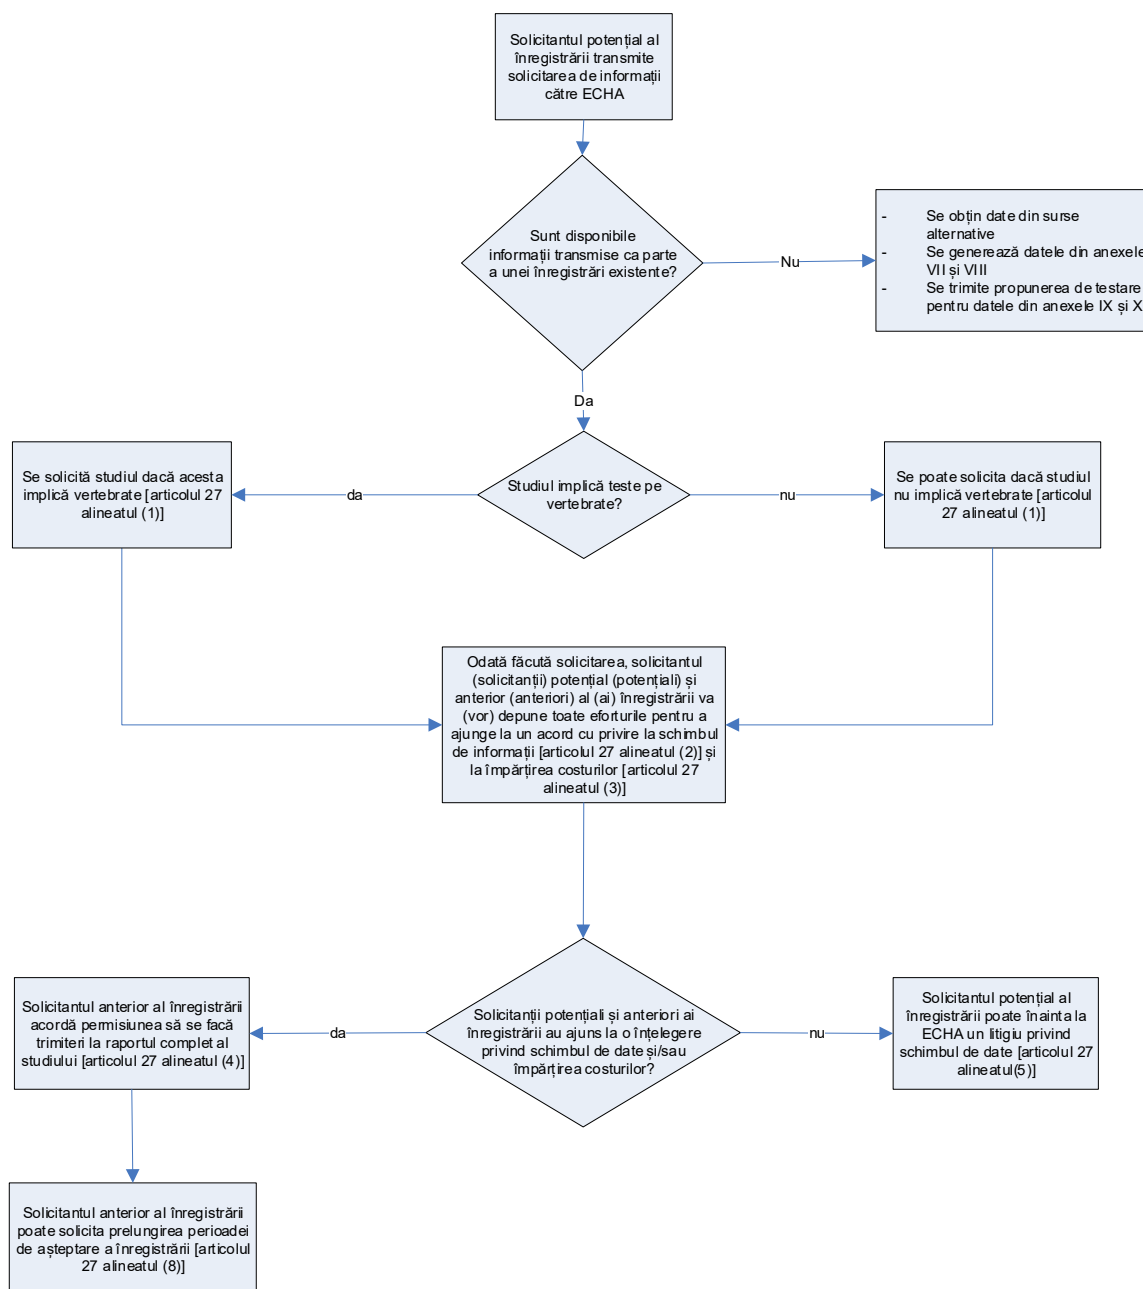 Solicitantul potențial al
înregistrării transmite
solicitarea de informații
către ECHA
Sunt disponibile
informații transmise ca parte
a unei înregistrări existente?
Nu
- Se obțin date din surse
alternative
- Se generează datele din anexele
VII și VIII
- Se trimite propunerea de testare
pentru datele din anexele IX și X
Da
Se solicită studiul dacă acesta
implică vertebrate [articolul 27
alineatul (1)]
da
Studiul implică teste pe
vertebrate?
nu
Se poate solicita dacă studiul
nu implică vertebrate [articolul
27 alineatul (1)]
Odată făcută solicitarea, solicitantul
(solicitanții) potențial (potențiali) și
anterior (anteriori) al (ai) înregistrării va
(vor) depune toate eforturile pentru a
ajunge la un acord cu privire la schimbul
de informații [articolul 27 alineatul (2)] și
la împărțirea costurilor [articolul 27
alineatul (3)]
Solicitantul anterior al înregistrării
acordă permisiunea să se facă
trimiteri la raportul complet al
studiului [articolul 27 alineatul (4)]
da
Solicitanții potențiali și anteriori ai
înregistrării au ajuns la o înțelegere
privind schimbul de date și/sau
împărțirea costurilor?
nu
Solicitantul potențial al
înregistrării poate înainta la
ECHA un litigiu privind
schimbul de date [articolul 27
alineatul(5)]
Solicitantul anterior al înregistrării
poate solicita prelungirea perioadei
de așteptare a înregistrării [articolul
27 alineatul (8)]